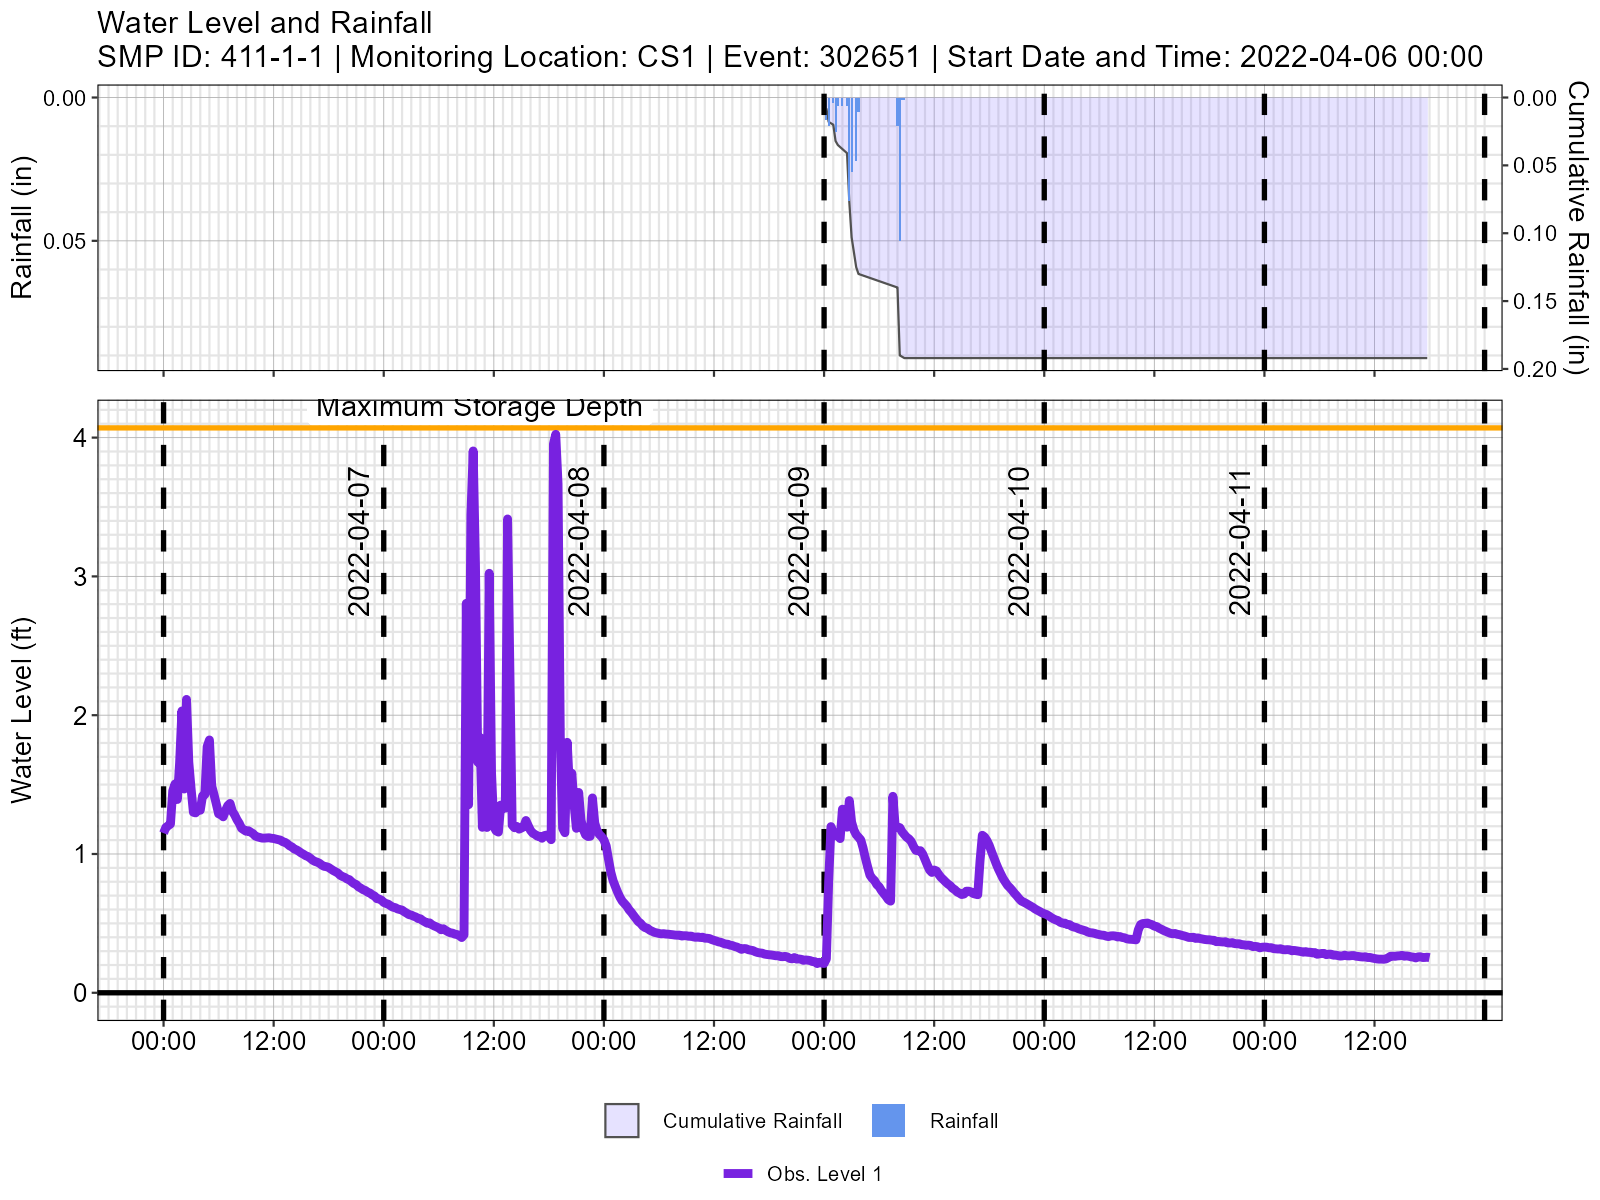 Water Level and Rainfall
SMP ID: 411-1-1 | Monitoring Location: CS1 | Event: 302651 | Start Date and Time: 2022-04-06 00:00
Rainfall (in)
0.00
0.05
0.00
0.05
0.10
0.15
0.20
Cumulative Rainfall (in)
Maximum Storage Depth
Water Level (ft)
4
3
2
1
0
2022-04-07
2022-04-08
2022-04-09
2022-04-10
2022-04-11
00:00 12:00 00:00 12:00 00:00 12:00 00:00 12:00 00:00 12:00 00:00 12:00
Cumulative Rainfall
Rainfall
Obs. Level 1